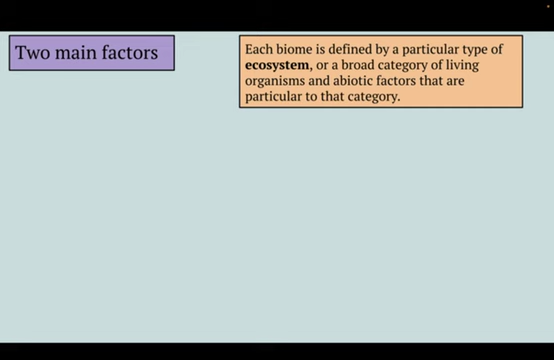 Two main factors
Each biome is defined by a particular type of
ecosystem, or a broad category of living
organisms and abiotic factors that are
particular to that category.